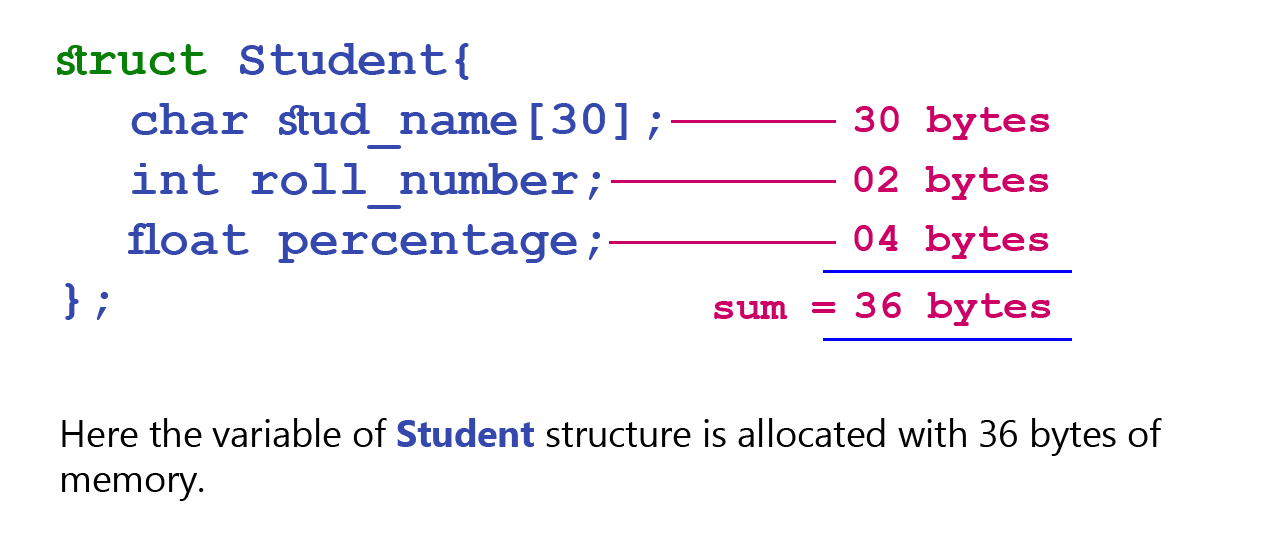 struct Student{
char stud_name[30]; 30 bytes
int roll_number; 02 bytes
float percentage; 04 bytes
}; sum = 36 bytes
Here the variable of Student structure is allocated with 36 bytes of
memory.